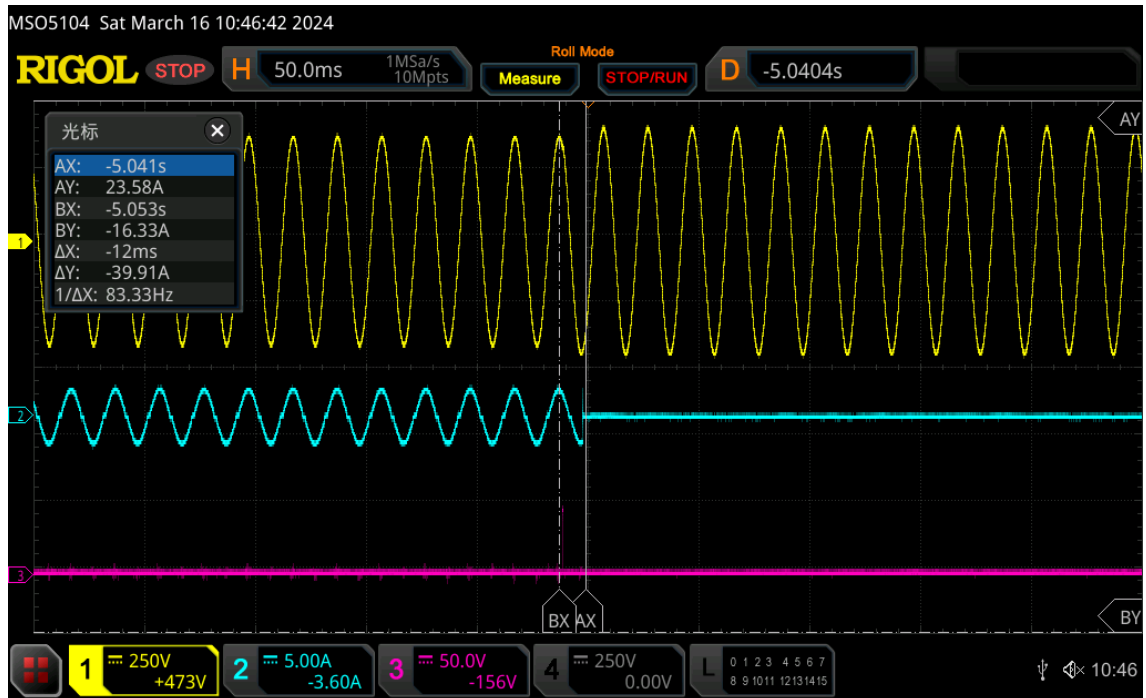 MSO5104 Sat March 16 10:46:42 2024
RIGOL STOP H 50.0ms 1MSa/s 10Mpts Roll Mode Measure STOP/RUN D -5.0404s
光标
AX: -5.041s
AY: 23.58A
BX: -5.053s
BY: -16.33A
ΔX: -12ms
ΔY: -39.91A
1/ΔX: 83.33Hz
AY
1
2
3
BX AX
BY
1 250V +473V
2 5.00A -3.60A
3 50.0V -156V
4 250V 0.00V
L 0 1 2 3 4 5 6 7
8 9 10 11 12 13 14 15
10:46